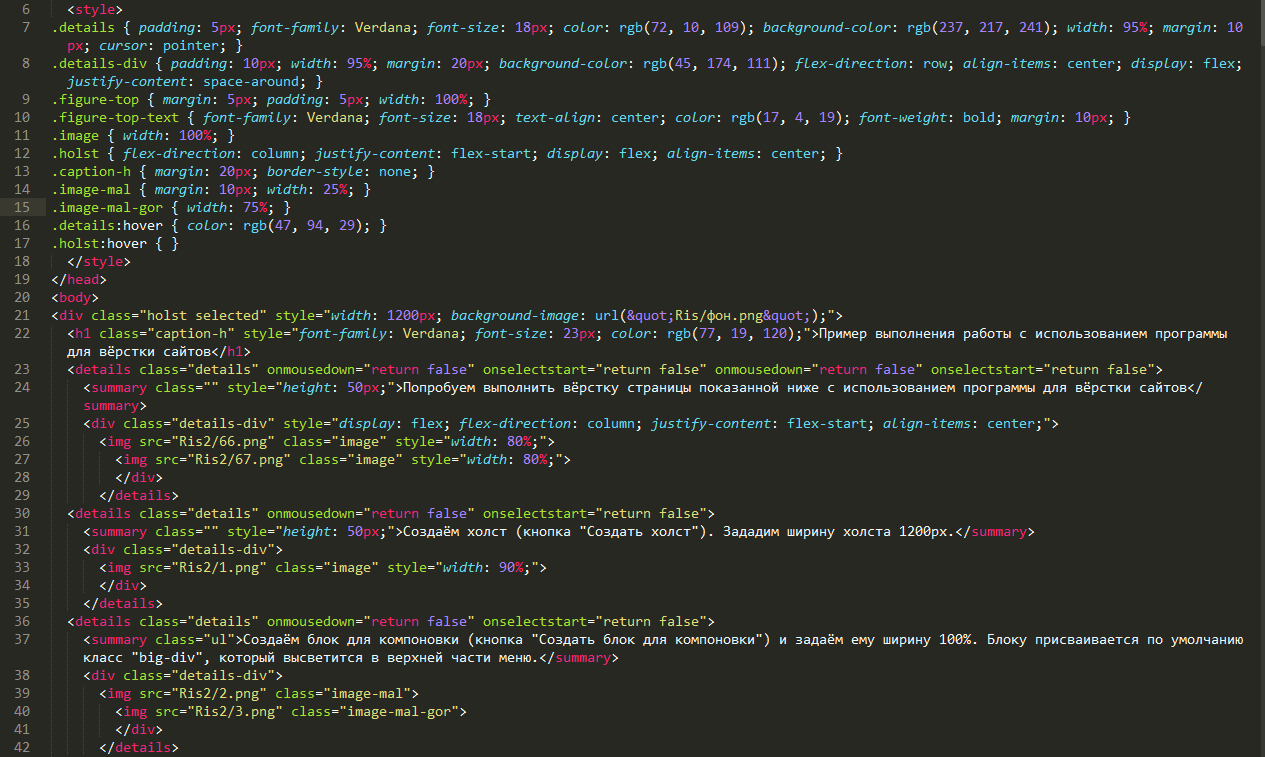 6 <style>
7 .details { padding: 5px; font-family: Verdana; font-size: 18px; color: rgb(72, 10, 109); background-color: rgb(237, 217, 241); width: 95%; margin: 10
px; cursor: pointer; }
8 .details-div { padding: 10px; width: 95%; margin: 20px; background-color: rgb(45, 174, 111); flex-direction: row; align-items: center; display: flex;
justify-content: space-around; }
9 .figure-top { margin: 5px; padding: 5px; width: 100%; }
10 .figure-top-text { font-family: Verdana; font-size: 18px; text-align: center; color: rgb(17, 4, 19); font-weight: bold; margin: 10px; }
11 .image { width: 100%; }
12 .holst { flex-direction: column; justify-content: flex-start; display: flex; align-items: center; }
13 .caption-h { margin: 20px; border-style: none; }
14 .image-mal { margin: 10px; width: 25%; }
15 .image-mal-gor { width: 75%; }
16 .details:hover { color: rgb(47, 94, 29); }
17 .holst:hover { }
18 </style>
19 </head>
20 <body>
21 <div class="holst selected" style="width: 1200px; background-image: url(&quot;Ris/фон.png&quot;);">
22 <h1 class="caption-h" style="font-family: Verdana; font-size: 23px; color: rgb(77, 19, 120);">Пример выполнения работы с использованием программы
для вёрстки сайтов</h1>
23 <details class="details" onmousedown="return false" onselectstart="return false" onmousedown="return false" onselectstart="return false">
24 <summary class="" style="height: 50px;">Попробуем выполнить вёрстку страницы показанной ниже с использованием программы для вёрстки сайтов</
summary>
25 <div class="details-div" style="display: flex; flex-direction: column; justify-content: flex-start; align-items: center;">
26 <img src="Ris2/66.png" class="image" style="width: 80%;">
27 <img src="Ris2/67.png" class="image" style="width: 80%;">
28 </div>
29 </details>
30 <details class="details" onmousedown="return false" onselectstart="return false">
31 <summary class="" style="height: 50px;">Создаём холст (кнопка "Создать холст"). Зададим ширину холста 1200px.</summary>
32 <div class="details-div">
33 <img src="Ris2/1.png" class="image" style="width: 90%;">
34 </div>
35 </details>
36 <details class="details" onmousedown="return false" onselectstart="return false">
37 <summary class="ul">Создаём блок для компоновки (кнопка "Создать блок для компоновки") и задаём ему ширину 100%. Блоку присваивается по умолчанию
класс "big-div", который высветится в верхней части меню.</summary>
38 <div class="details-div">
39 <img src="Ris2/2.png" class="image-mal">
40 <img src="Ris2/3.png" class="image-mal-gor">
41 </div>
42 </details>